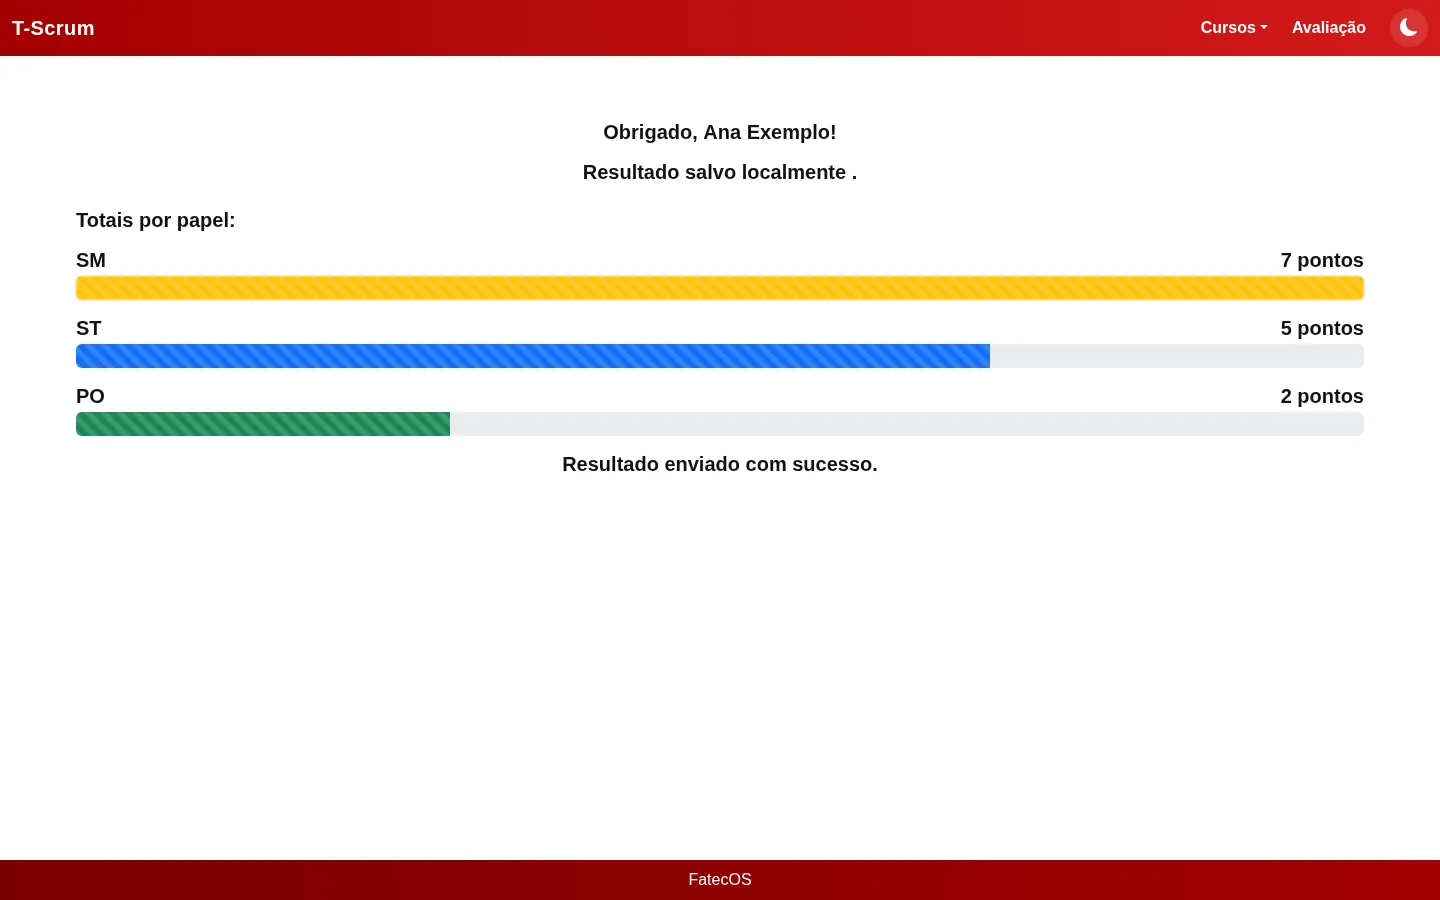 T-Scrum
Cursos
Avaliação
Obrigado, Ana Exemplo!
Resultado salvo localmente .
Totais por papel:
SM 7 pontos
ST 5 pontos
PO 2 pontos
Resultado enviado com sucesso.
FatecOS